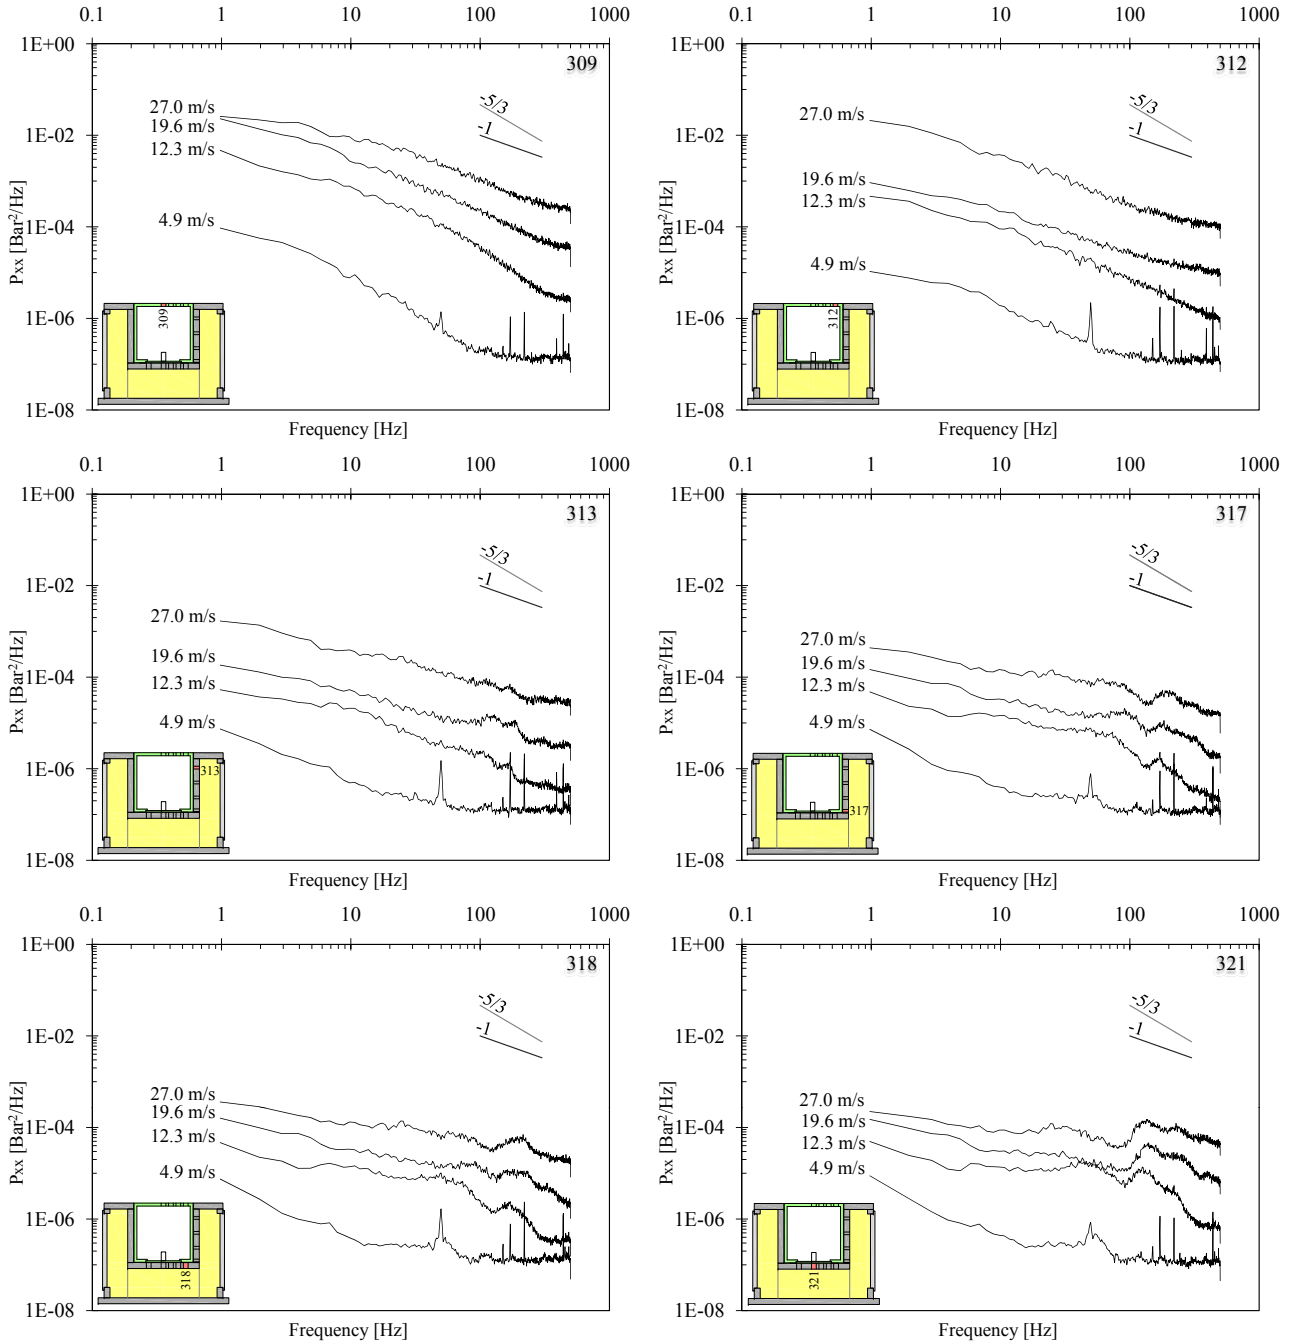 0.1 1 10 100 1000
1E+00
309
-5/3
27.0 m/s
19.6 m/s
1E-02
-1
12.3 m/s
Pxx [Bar²/Hz]
1E-04
4.9 m/s
1E-06
309
1E-08
Frequency [Hz]
0.1 1 10 100 1000
1E+00
312
-5/3
27.0 m/s
1E-02
-1
19.6 m/s
12.3 m/s
Pxx [Bar²/Hz]
1E-04
4.9 m/s
1E-06
312
1E-08
Frequency [Hz]
0.1 1 10 100 1000
1E+00
313
-5/3
1E-02
-1
27.0 m/s
19.6 m/s
Pxx [Bar²/Hz]
1E-04
12.3 m/s
4.9 m/s
1E-06
313
1E-08
Frequency [Hz]
0.1 1 10 100 1000
1E+00
317
-5/3
1E-02
-1
27.0 m/s
19.6 m/s
Pxx [Bar²/Hz]
1E-04
12.3 m/s
4.9 m/s
1E-06
317
1E-08
Frequency [Hz]
0.1 1 10 100 1000
1E+00
318
-5/3
1E-02
-1
27.0 m/s
19.6 m/s
Pxx [Bar²/Hz]
1E-04
12.3 m/s
4.9 m/s
1E-06
318
1E-08
Frequency [Hz]
0.1 1 10 100 1000
1E+00
321
-5/3
1E-02
-1
27.0 m/s
19.6 m/s
Pxx [Bar²/Hz]
1E-04
12.3 m/s
4.9 m/s
1E-06
321
1E-08
Frequency [Hz]